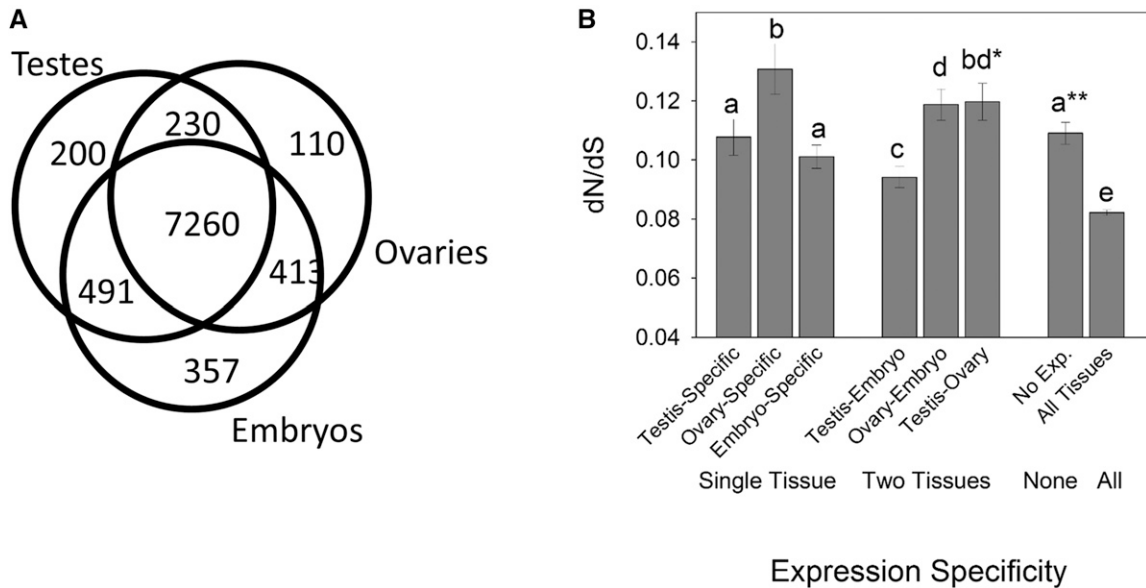 A
Testes
230
200
110
7260
Ovaries
491
413
357
Embryos
B
dN/dS
0.14
0.12
0.10
0.08
0.06
0.04
a
b
a
c
d
bd*
a**
e
Testis-Specific
Ovary-Specific
Embryo-Specific
Testis-Embryo
Ovary-Embryo
Testis-Ovary
No Exp.
All Tissues
Single Tissue Two Tissues None All
Expression Specificity